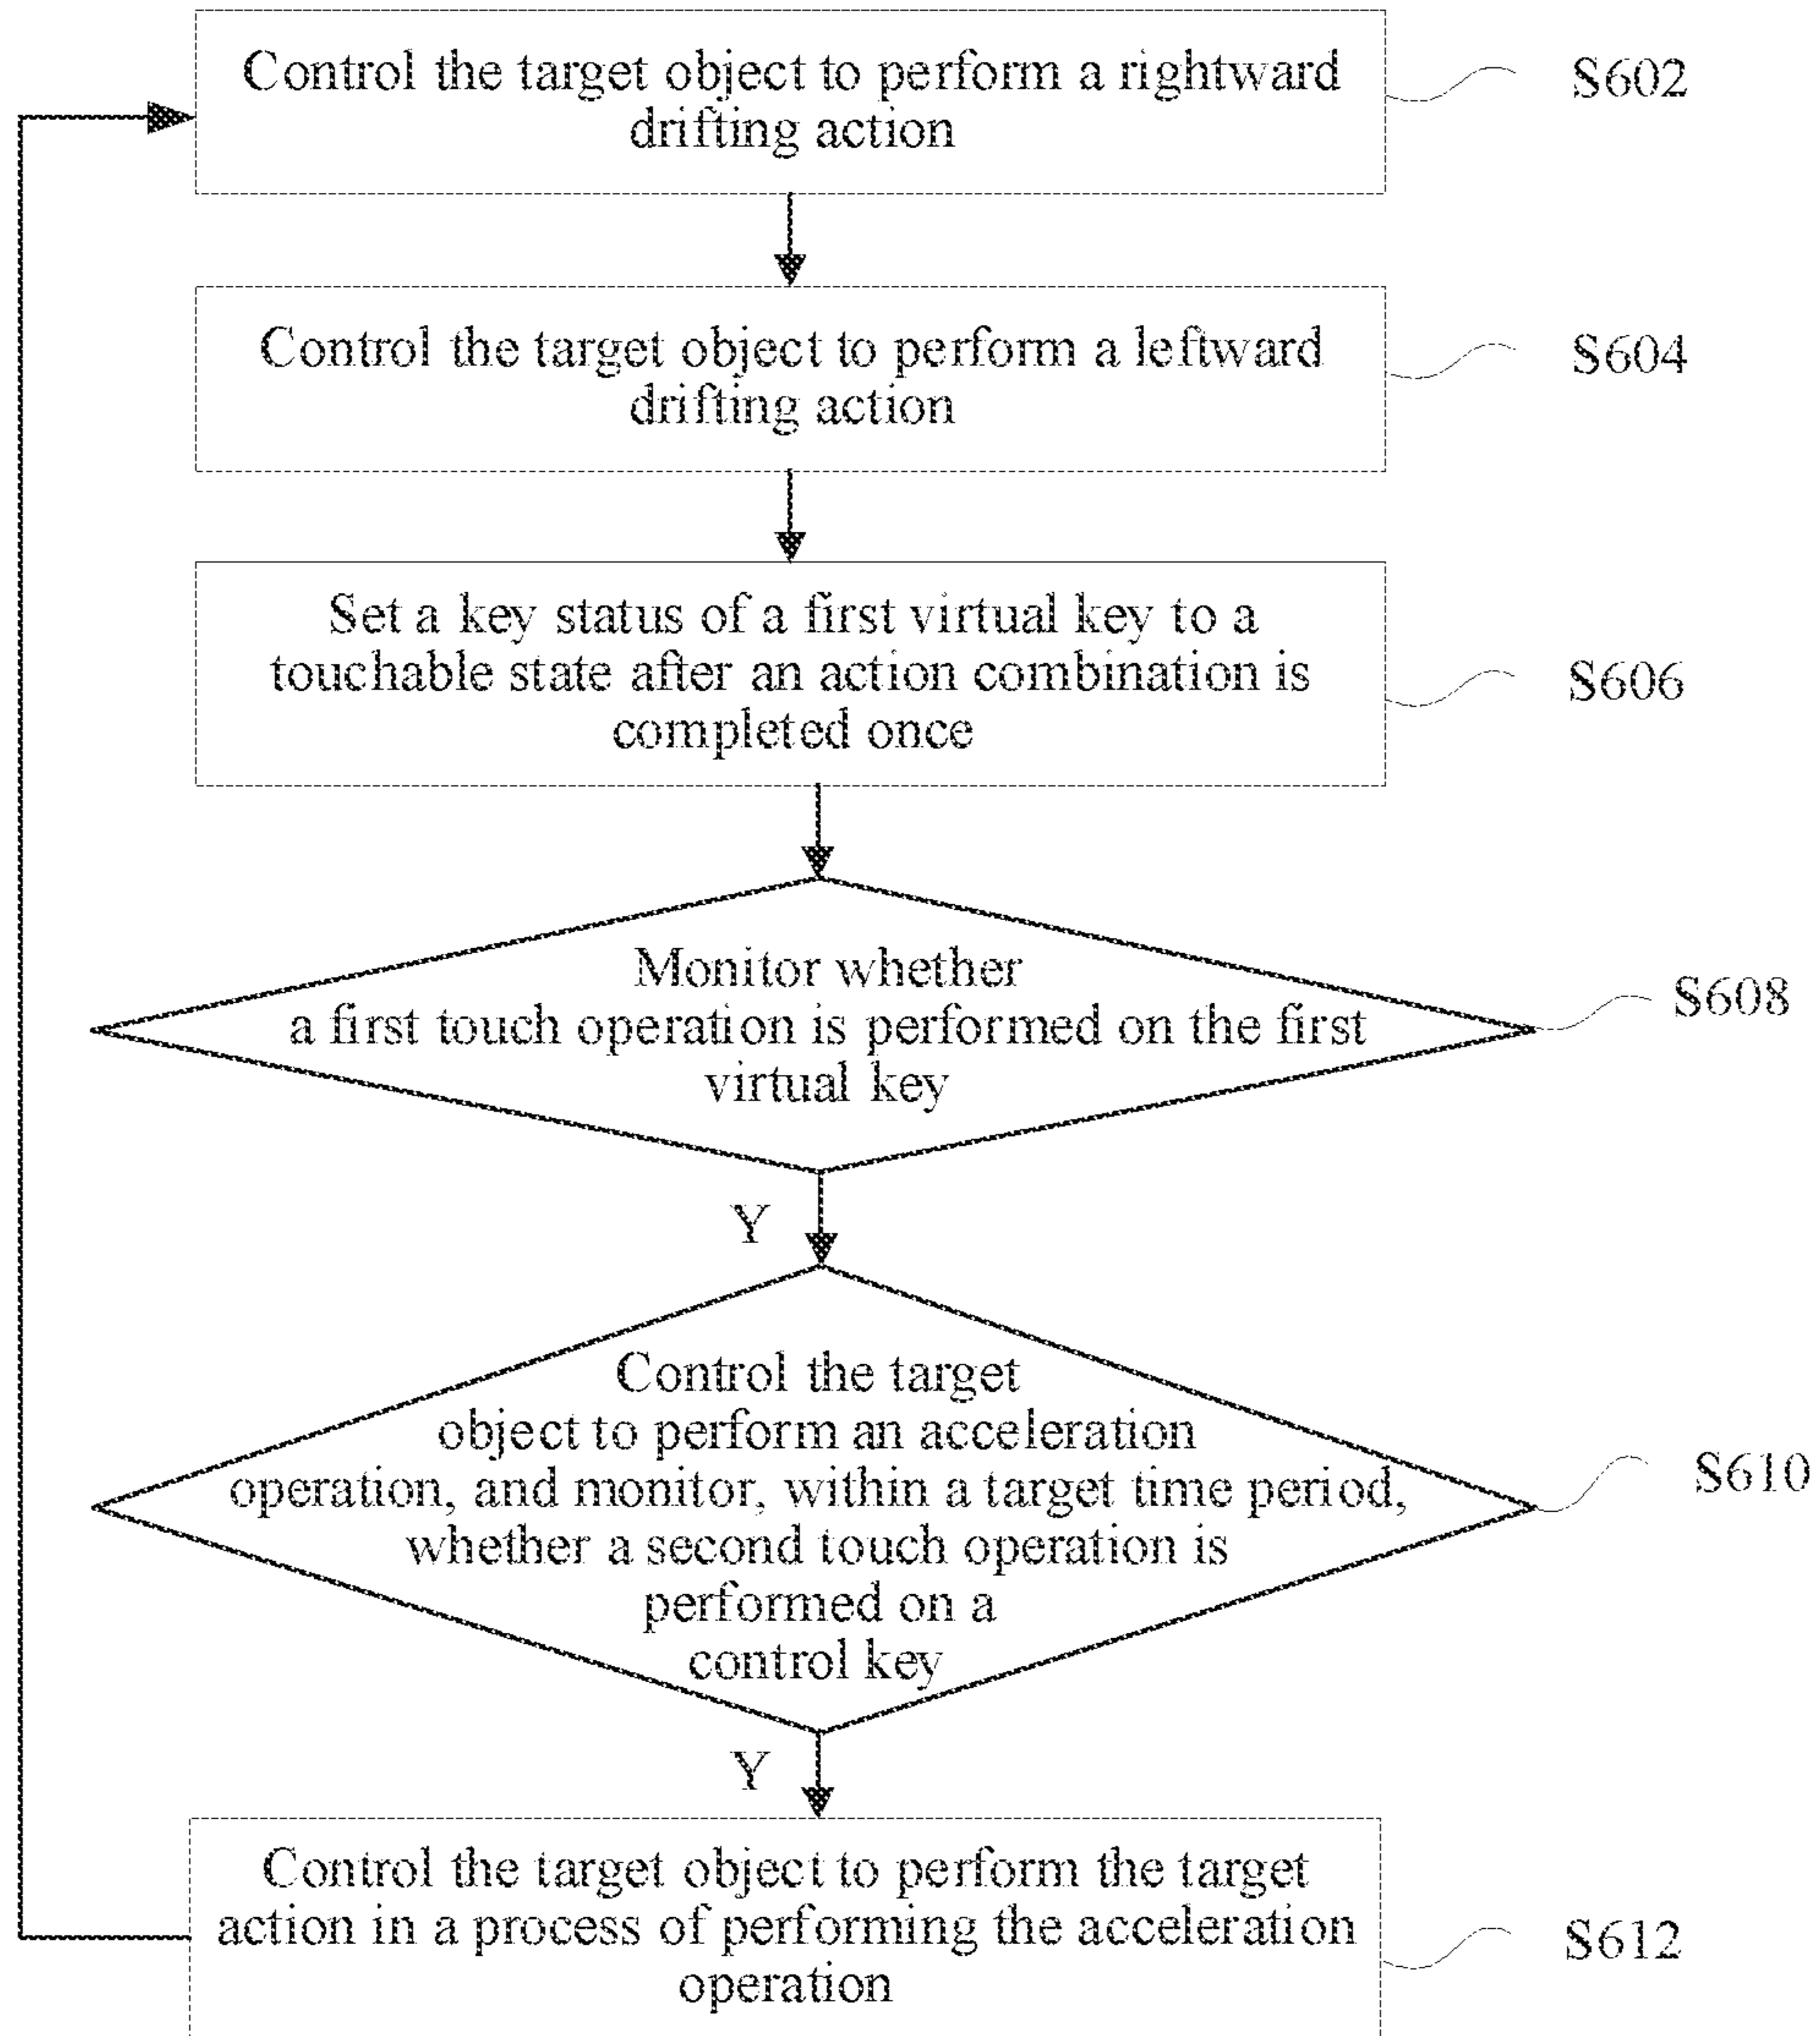 Control the target object to perform a rightward
drifting action
S602
Control the target object to perform a leftward
drifting action
S604
Set a key status of a first virtual key to a
touchable state after an action combination is
completed once
S606
Monitor whether
a first touch operation is performed on the first
virtual key
S608
Y
Control the target
object to perform an acceleration
operation, and monitor, within a target time period,
whether a second touch operation is
performed on a
control key
S610
Y
Control the target object to perform the target
action in a process of performing the acceleration
operation
S612